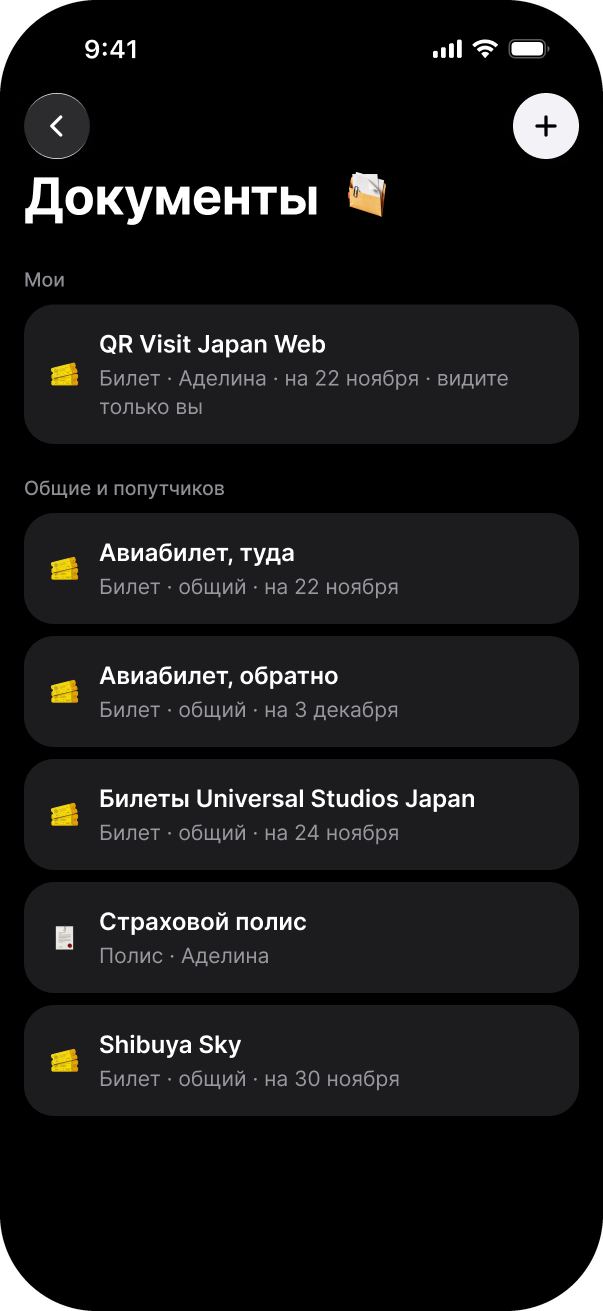 9:41
Документы
Мои
QR Visit Japan Web
Билет · Аделина · на 22 ноября · видите
только вы
Общие и попутчиков
Авиабилет, туда
Билет · общий · на 22 ноября
Авиабилет, обратно
Билет · общий · на 3 декабря
Билеты Universal Studios Japan
Билет · общий · на 24 ноября
Страховой полис
Полис · Аделина
Shibuya Sky
Билет · общий · на 30 ноября